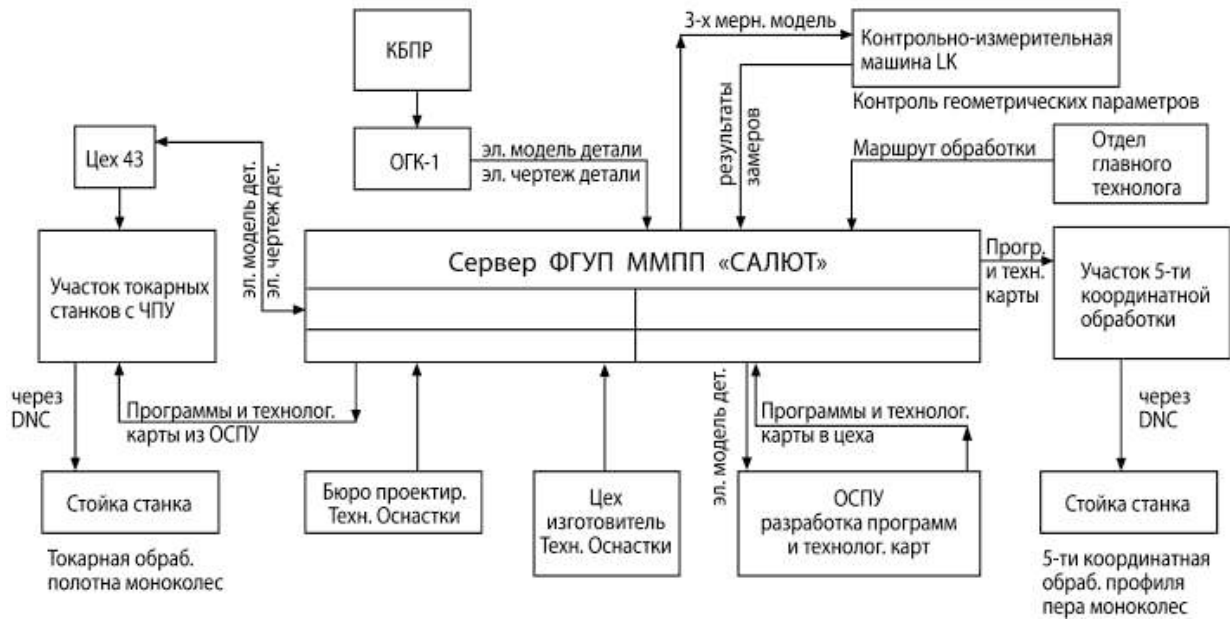 3-х мерн. модель
КБПР
Контрольно-измерительная
машина LK
результаты
замеров
Контроль геометрических параметров
Цех 43
ОГК-1
эл. модель детали
эл. чертеж детали
Маршрут обработки
Отдел
главного
технолога
эл. модель дет.
эл. чертеж дет.
Участок токарных
станков с ЧПУ
Сервер ФГУП ММПП «САЛЮТ»
Прогр.
и техн.
карты
Участок 5-ти
координатной
обработки
через
DNC
Программы и технолог.
карты из ОСПУ
эл. модель дет.
Программы и технолог.
карты в цеха
через
DNC
Стойка станка
Бюро проектир.
Техн. Оснастки
Цех
изготовитель
Техн. Оснастки
ОСПУ
разработка программ
и технолог. карт
Стойка станка
Токарная обраб.
полотна моноколес
5-ти координатная
обраб. профиля
пера моноколес